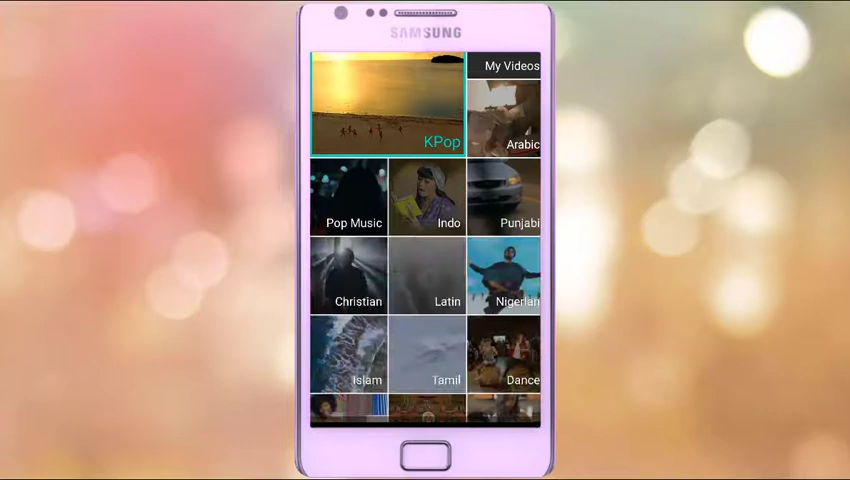 SAMSUNG
My Videos
KPop
Arabic
Pop Music
Indo
Punjabi
Christian
Latin
Nigerian
Islam
Tamil
Dance